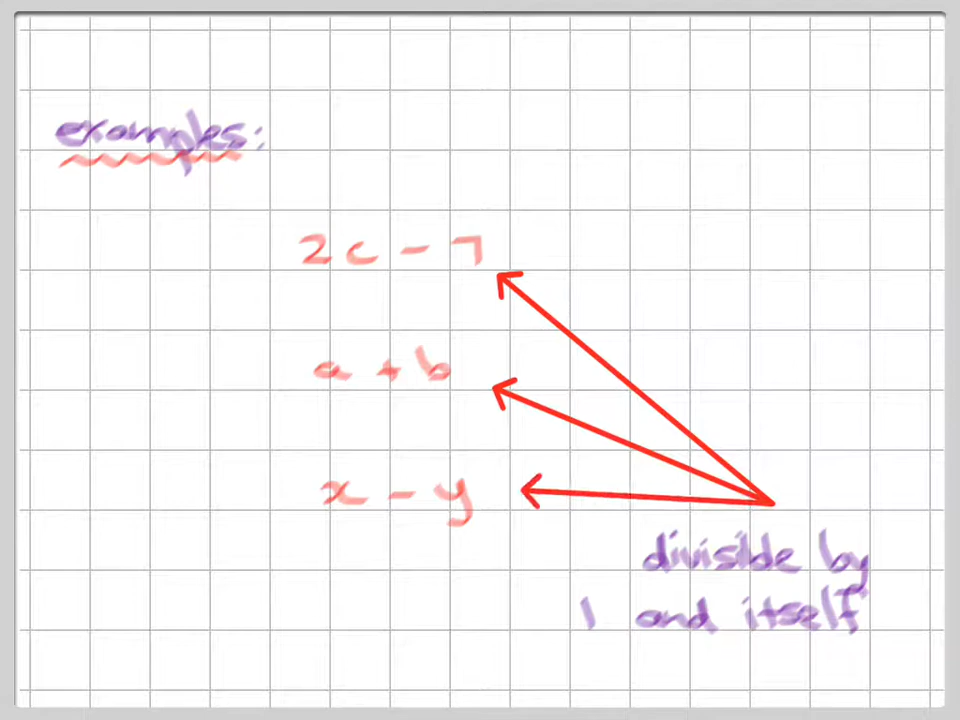 examples:
2c - 7
a + b
x - y
divisible by
1 and itself